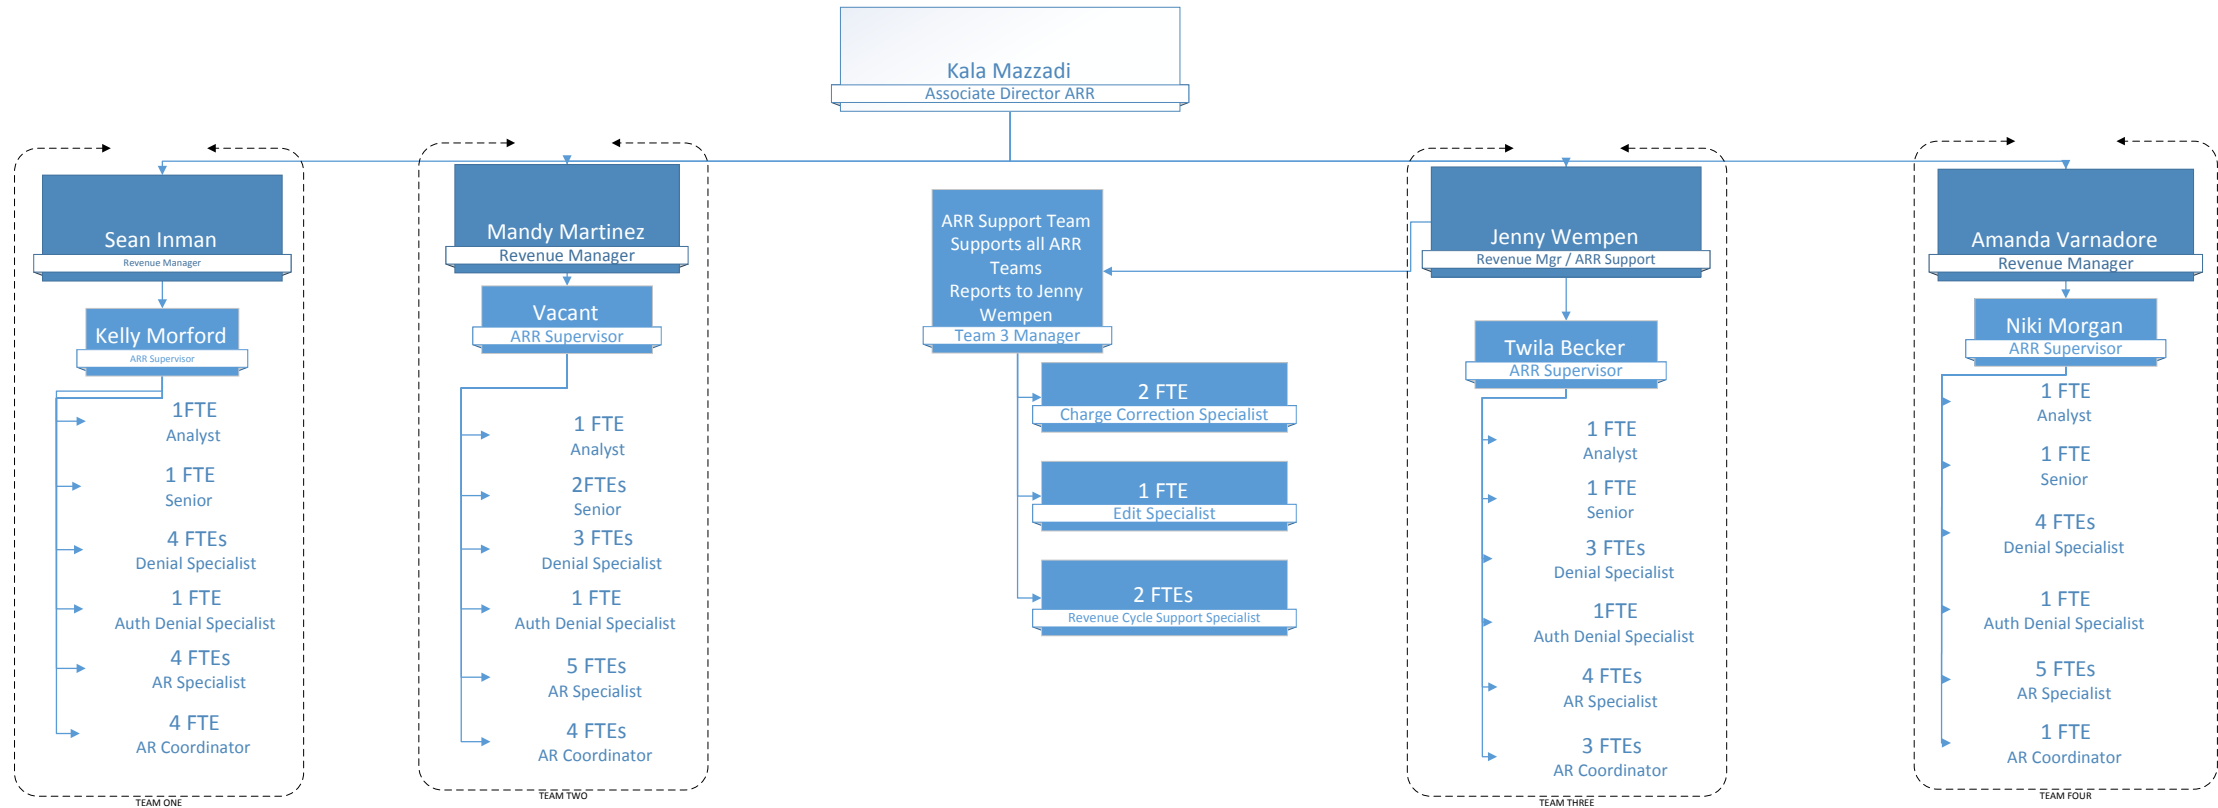 Kala Mazzadi
Associate Director ARR
Sean Inman
Revenue Manager
Kelly Morford
ARR Supervisor
1FTE
Analyst
1 FTE
Senior
4 FTEs
Denial Specialist
1 FTE
Auth Denial Specialist
4 FTEs
AR Specialist
4 FTE
AR Coordinator
TEAM ONE
Mandy Martinez
Revenue Manager
Vacant
ARR Supervisor
1 FTE
Analyst
2FTEs
Senior
3 FTEs
Denial Specialist
1 FTE
Auth Denial Specialist
5 FTEs
AR Specialist
4 FTEs
AR Coordinator
TEAM TWO
ARR Support Team
Supports all ARR
Teams
Reports to Jenny
Wempen
Team 3 Manager
2 FTE
Charge Correction Specialist
1 FTE
Edit Specialist
2 FTEs
Revenue Cycle Support Specialist
Jenny Wempen
Revenue Mgr / ARR Support
Twila Becker
ARR Supervisor
1 FTE
Analyst
1 FTE
Senior
3 FTEs
Denial Specialist
1FTE
Auth Denial Specialist
4 FTEs
AR Specialist
3 FTEs
AR Coordinator
TEAM THREE
Amanda Varnadore
Revenue Manager
Niki Morgan
ARR Supervisor
1 FTE
Analyst
1 FTE
Senior
4 FTEs
Denial Specialist
1 FTE
Auth Denial Specialist
5 FTEs
AR Specialist
1 FTE
AR Coordinator
TEAM FOUR